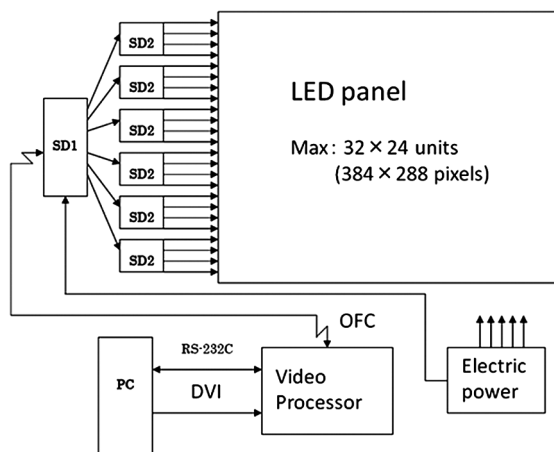 SD2
SD2
SD2
SD2
SD2
SD2
SD1
LED panel
Max: 32 × 24 units
(384 × 288 pixels)
OFC
RS-232C
DVI
PC
Video
Processor
Electric
power